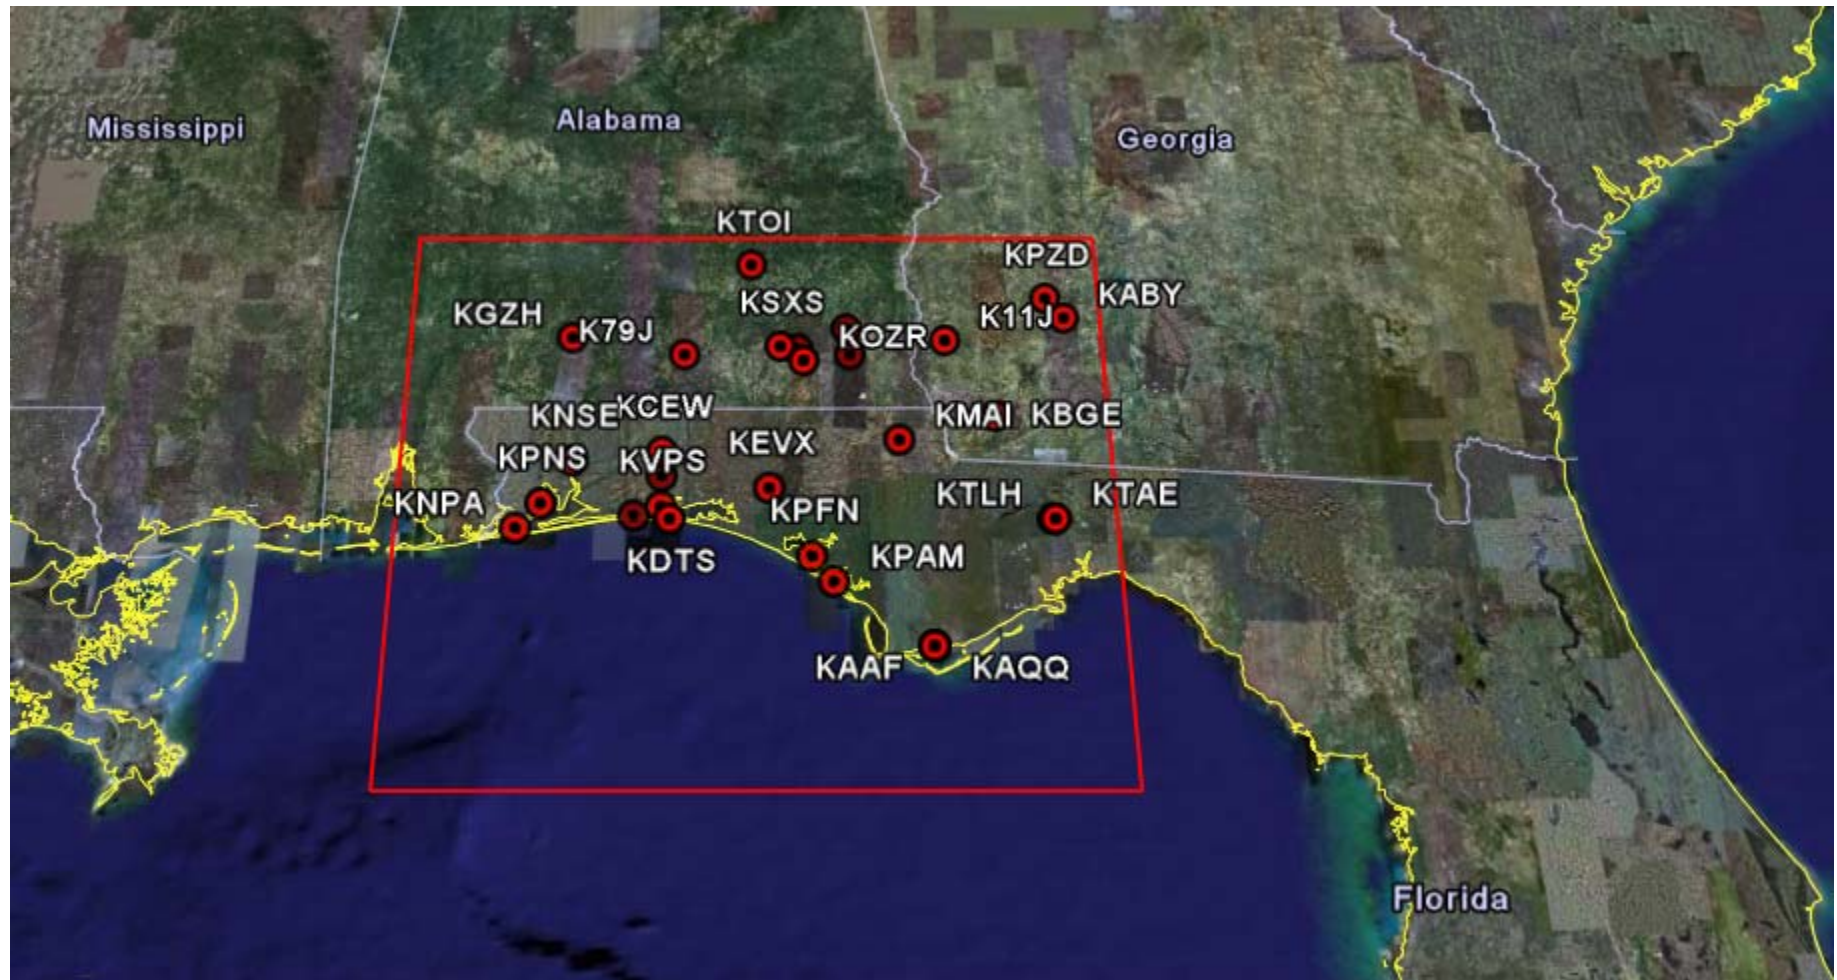 Mississippi
Alabama
Georgia
KTOI
KPZD
KSXS
KABY
KGZH
K79J
KOZR
K11J
KNSE
KCEW
KMAI
KBGE
KPNS
KVPS
KEVX
KNPA
KPFN
KTLH
KTAE
KDTS
KPAM
KAAF
KAQQ
Florida